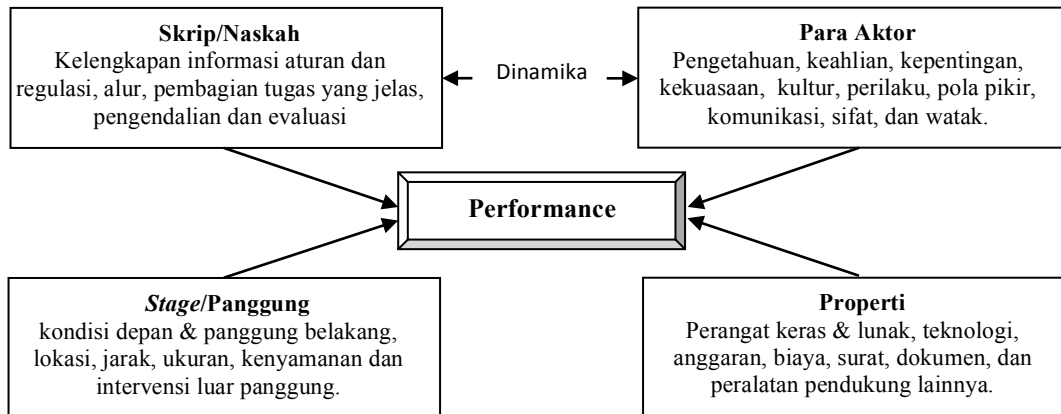 Skrip/Naskah
Kelengkapan informasi aturan dan
regulasi, alur, pembagian tugas yang jelas,
pengendalian dan evaluasi
Dinamika
Para Aktor
Pengetahuan, keahlian, kepentingan,
kekuasaan, kultur, perilaku, pola pikir,
komunikasi, sifat, dan watak.
Performance
Stage/Panggung
kondisi depan & panggung belakang,
lokasi, jarak, ukuran, kenyamanan dan
intervensi luar panggung.
Properti
Perangat keras & lunak, teknologi,
anggaran, biaya, surat, dokumen, dan
peralatan pendukung lainnya.